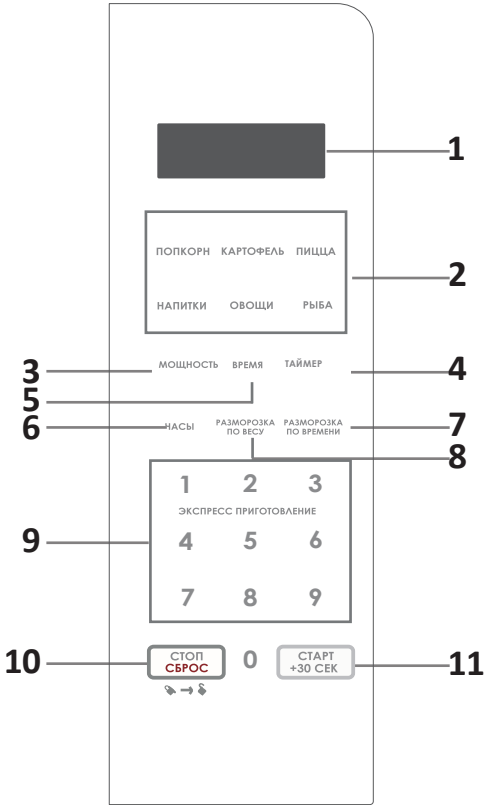 1
ПОПКОРН КАРТОФЕЛЬ ПИЦЦА
2
НАПИТКИ ОВОЩИ РЫБА
3 МОЩНОСТЬ ВРЕМЯ ТАЙМЕР 4
5
6 ЧАСЫ РАЗМОРОЗКА ПО ВЕСУ РАЗМОРОЗКА ПО ВРЕМЕНИ 7
8
1 2 3
ЭКСПРЕСС ПРИГОТОВЛЕНИЕ
9 4 5 6
7 8 9
10 СТОП СБРОС 0 СТАРТ +30 СЕК 11